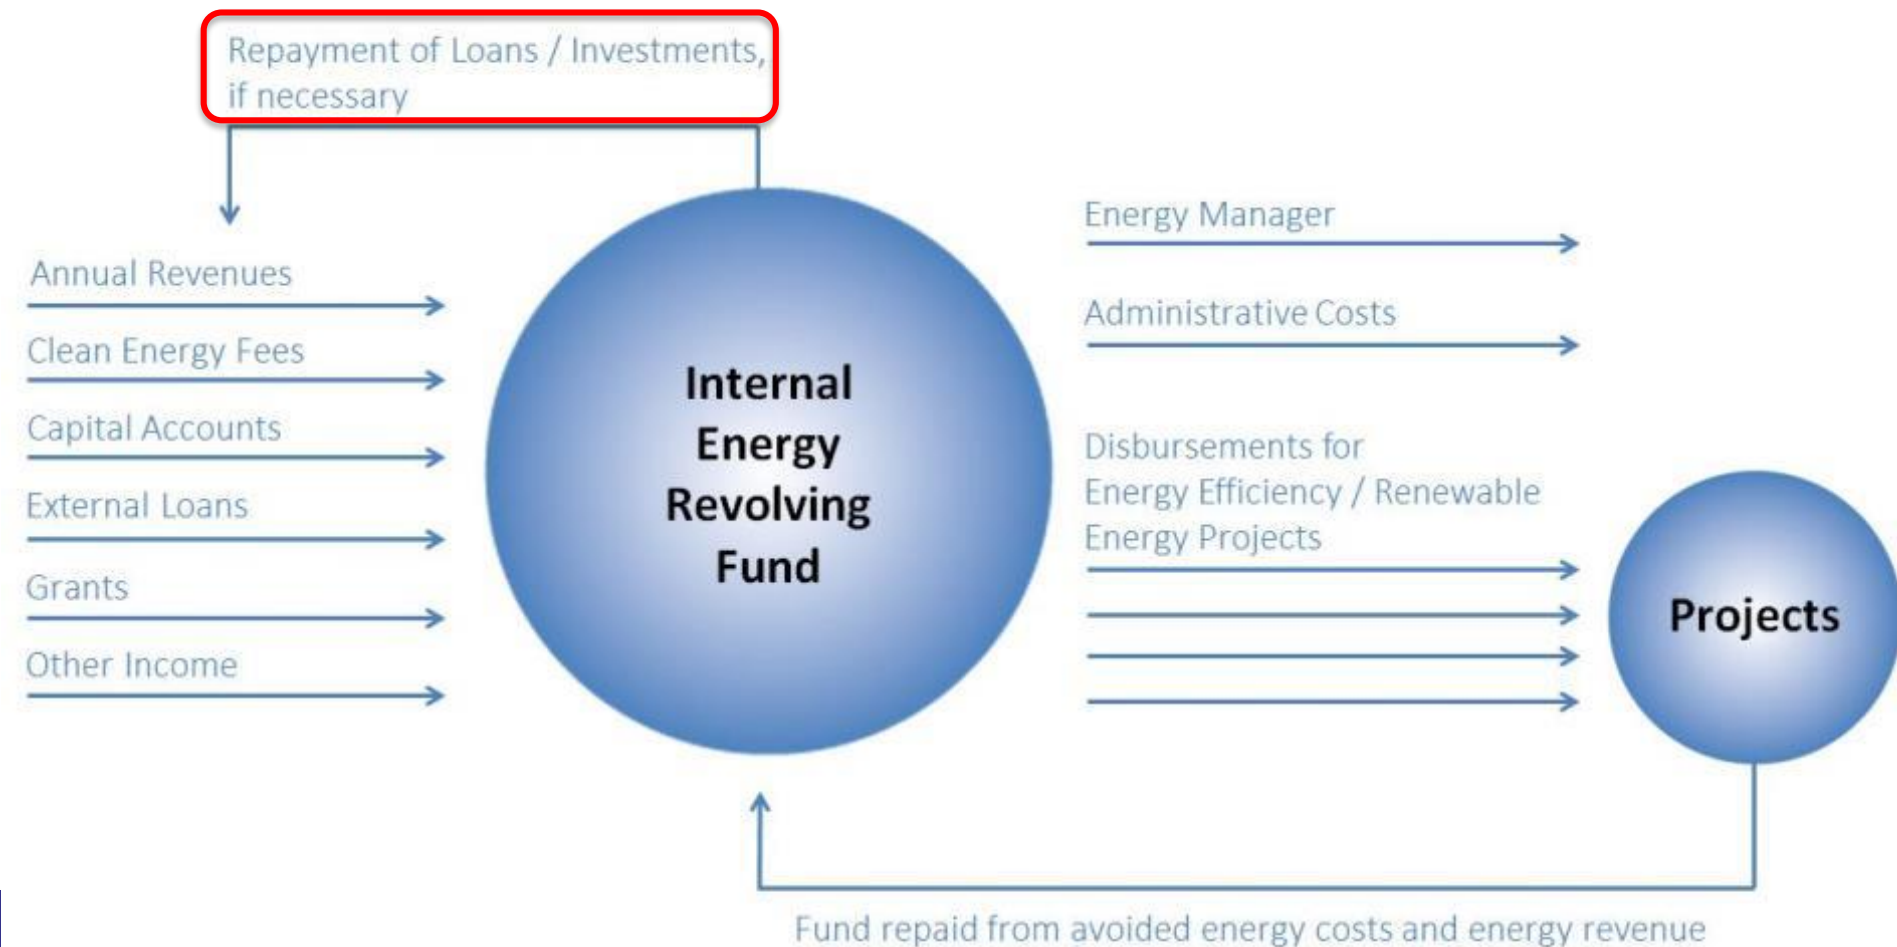 Repayment of Loans / Investments,
if necessary
Annual Revenues
Clean Energy Fees
Capital Accounts
External Loans
Grants
Other Income
Internal
Energy
Revolving
Fund
Energy Manager
Administrative Costs
Disbursements for
Energy Efficiency / Renewable
Energy Projects
Projects
Fund repaid from avoided energy costs and energy revenue